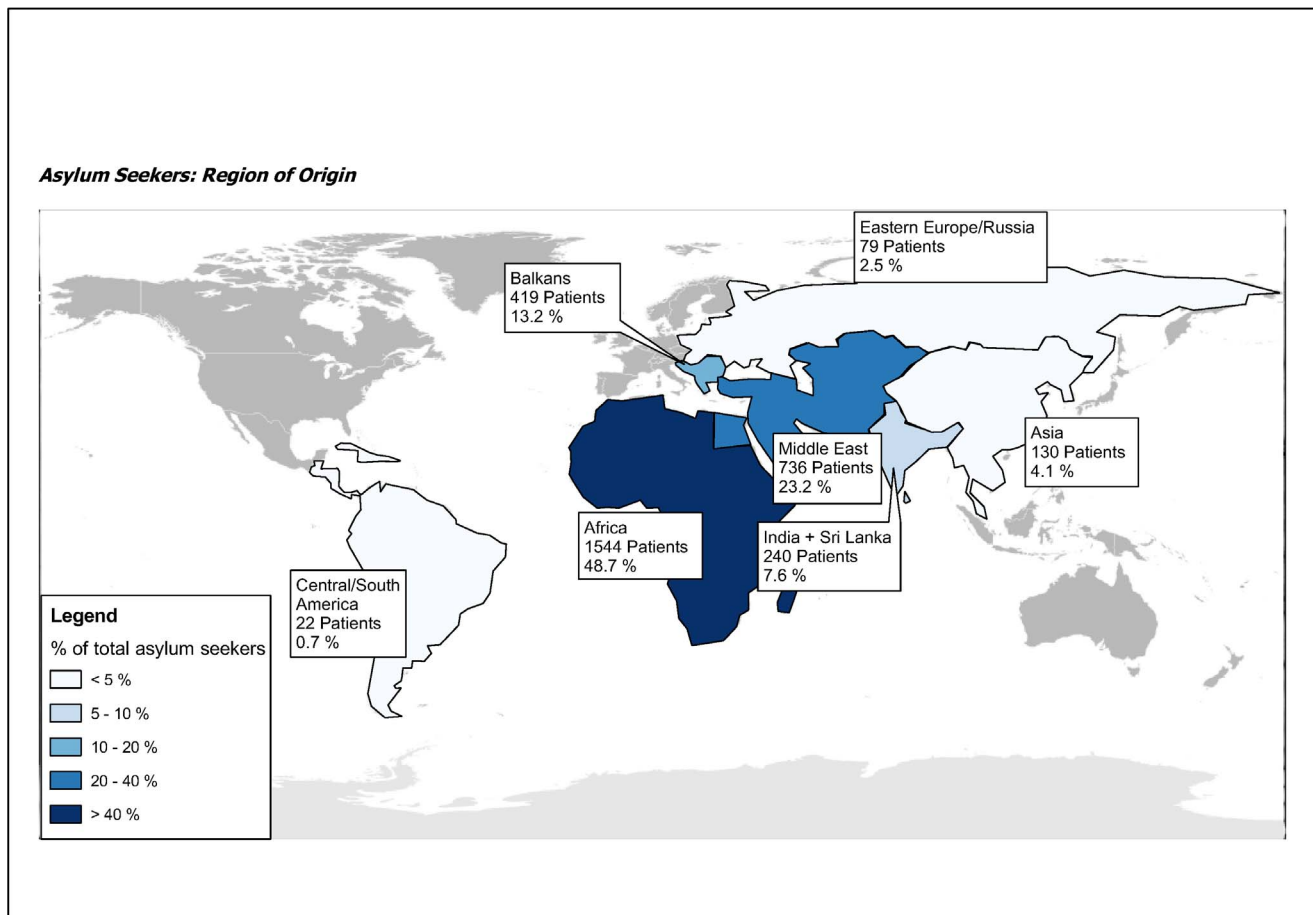 Asylum Seekers: Region of Origin
Eastern Europe/Russia
79 Patients
2.5 %
Balkans
419 Patients
13.2 %
Middle East
736 Patients
23.2 %
Asia
130 Patients
4.1 %
Africa
1544 Patients
48.7 %
India + Sri Lanka
240 Patients
7.6 %
Central/South
America
22 Patients
0.7 %
Legend
% of total asylum seekers
< 5 %
5 - 10 %
10 - 20 %
20 - 40 %
> 40 %